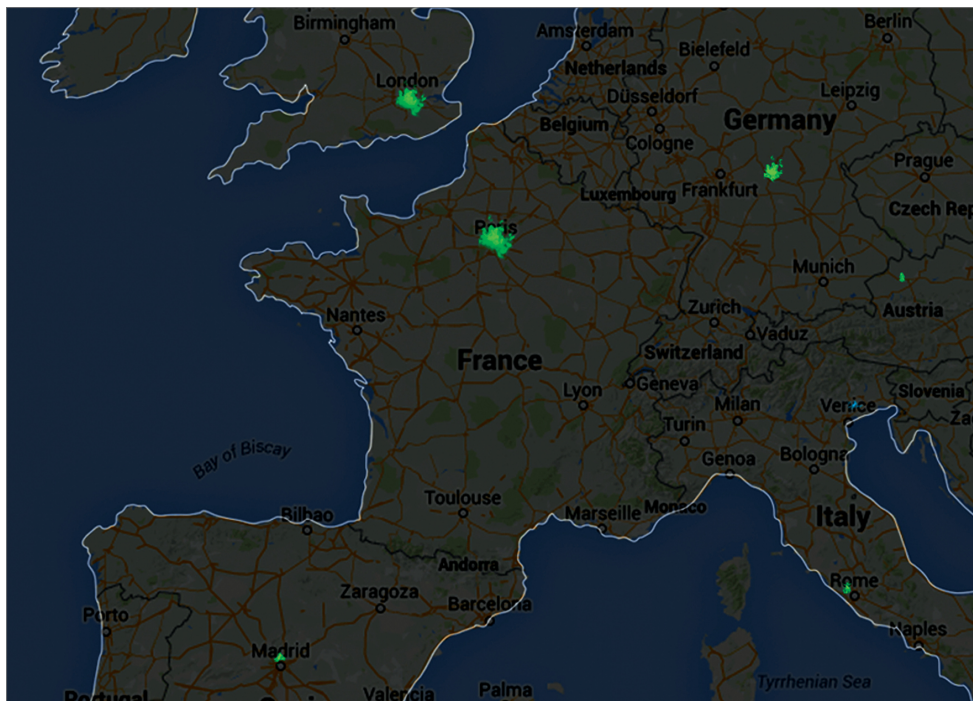 Birmingham
Berlin
Amsterdam
Bielefeld
Netherlands
London
Leipzig
Düsseldorf
Belgium
Germany
Cologne
Prague
Frankfurt
Luxembourg
Czech Rep
Paris
Munich
Nantes
Zurich
Austria
Vaduz
Switzerland
France
Geneva
Slovenia
Lyon
Milan
Venice
Za
Turin
Bay of Biscay
Genoa
Bologna
Toulouse
Marseille
Monaco
Bilbao
Italy
Andorra
Rome
Zaragoza
Barcelona
Porto
Naples
Madrid
Tyrrhenian Sea
Portugal
Valencia
Palma